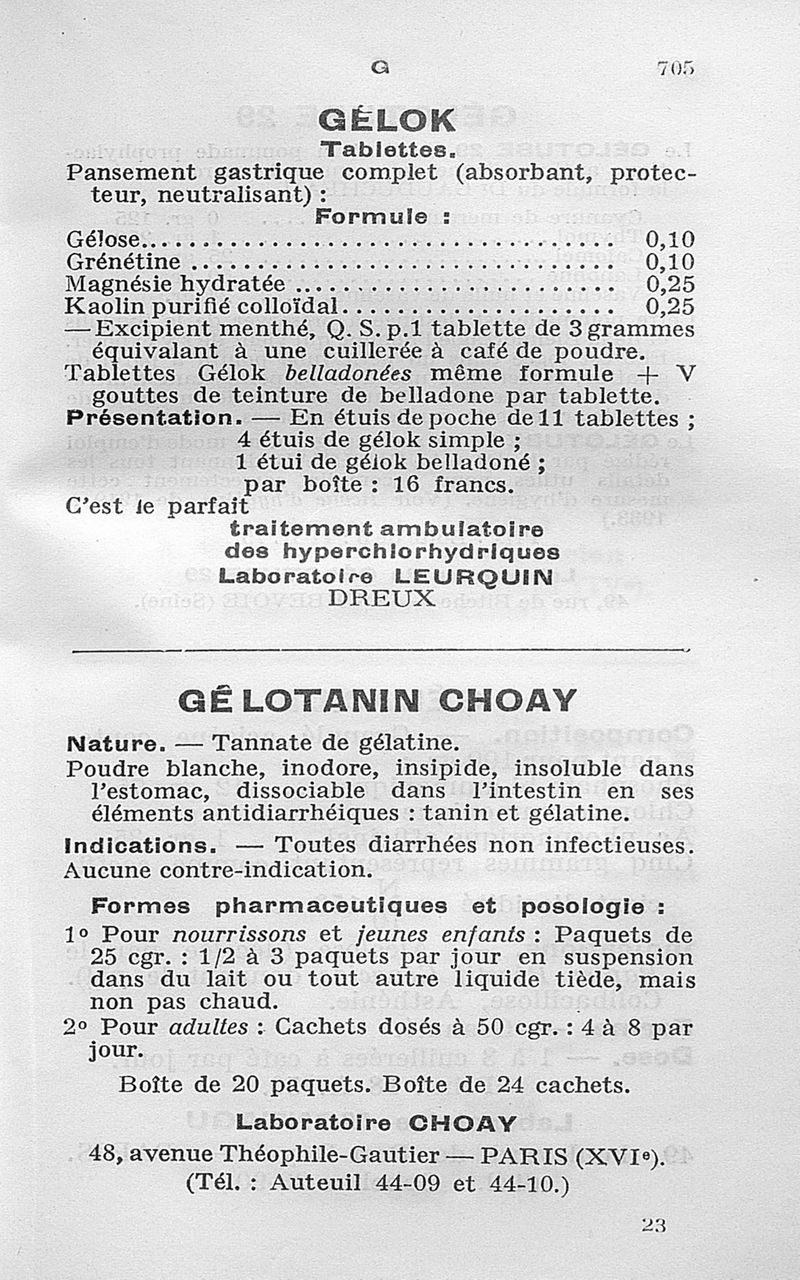 G 705
GÉLOK
Tablettes.
Pansement gastrique complet (absorbant, protec-
teur, neutralisant) :
Formule :
Gélose........................................ 0,10
Grénétine .................................... 0,10
Magnésie hydratée ............................ 0,25
Kaolin purifié colloïdal...................... 0,25
— Excipient menthé, Q. S. p.1 tablette de 3 grammes
équivalant à une cuillerée à café de poudre.
Tablettes Gélok belladonées même formule + V
gouttes de teinture de belladone par tablette.
Présentation. — En étuis de poche de 11 tablettes ;
4 étuis de gélok simple ;
1 étui de gélok belladoné ;
par boîte : 16 francs.
C'est le parfait
traitement ambulatoire
des hyperchlorhydriques
Laboratoire LEURQUIN
DREUX
GÉLOTANIN CHOAY
Nature. — Tannate de gélatine.
Poudre blanche, inodore, insipide, insoluble dans
l'estomac, dissociable dans l'intestin en ses
éléments antidiarrhéiques : tanin et gélatine.
Indications. — Toutes diarrhées non infectieuses.
Aucune contre-indication.
Formes pharmaceutiques et posologie :
1º Pour nourrissons et jeunes enfants : Paquets de
25 cgr. : 1/2 à 3 paquets par jour en suspension
dans du lait ou tout autre liquide tiède, mais
non pas chaud.
2º Pour adultes : Cachets dosés à 50 cgr. : 4 à 8 par
jour.
Boîte de 20 paquets. Boîte de 24 cachets.
Laboratoire CHOAY
48, avenue Théophile-Gautier — PARIS (XVIᵉ).
(Tél. : Auteuil 44-09 et 44-10.)
23